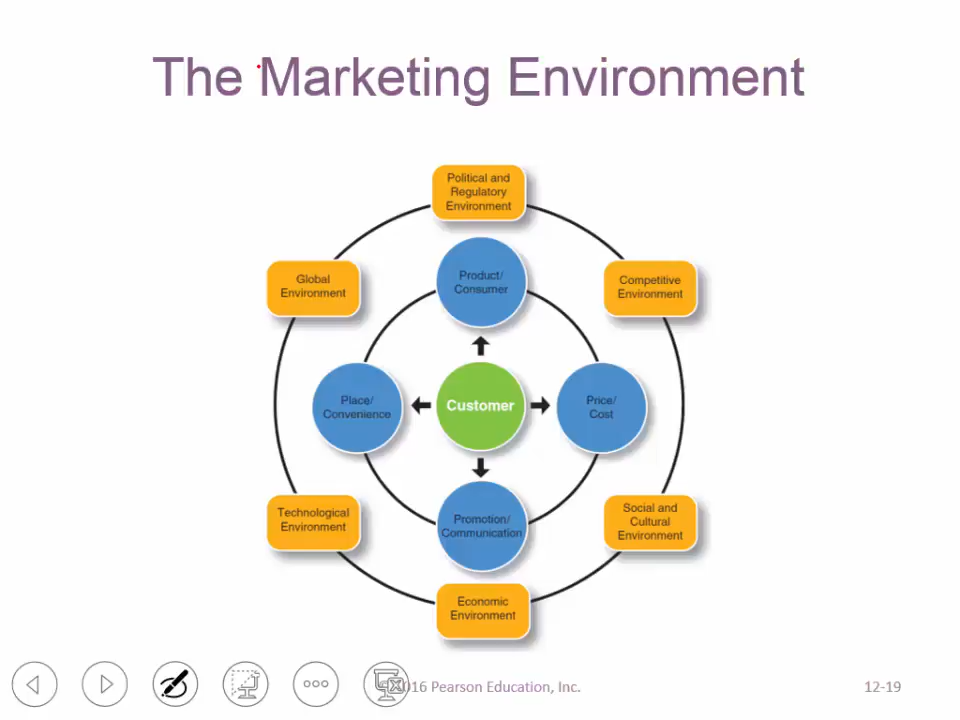 The Marketing Environment
Political and
Regulatory
Environment
Global
Environment
Product/
Consumer
Competitive
Environment
Place/
Convenience
Customer
Price/
Cost
Technological
Environment
Promotion/
Communication
Social and
Cultural
Environment
Economic
Environment
16 Pearson Education, Inc.
12-19